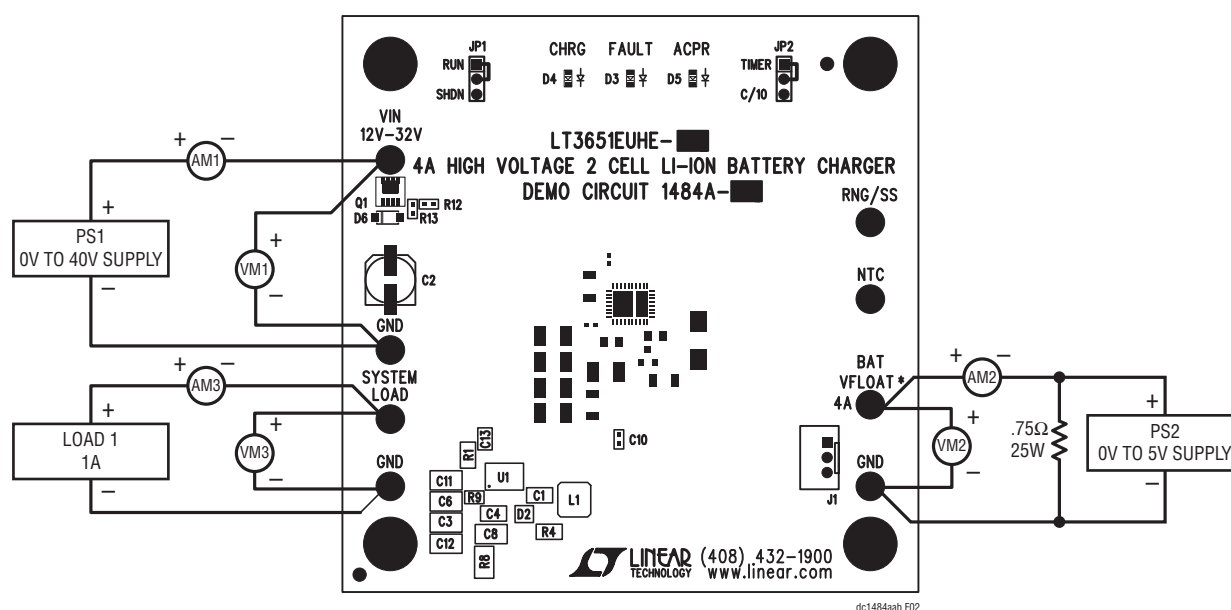 JP1
CHRG FAULT ACPR
JP2
RUN
D4 D3 D5
TIMER
SHDN
C/10
VIN
12V–32V
LT3651EUHE-
4A HIGH VOLTAGE 2 CELL LI-ION BATTERY CHARGER
DEMO CIRCUIT 1484A-
+ AM1 –
Q1
R12
R13
D6
RNG/SS
+
PS1
0V TO 40V SUPPLY
–
+
VM1
–
C2
NTC
GND
SYSTEM
LOAD
+ AM3 –
+
LOAD 1
1A
–
+
VM3
–
GND
BAT
VFLOAT *
4A
+ AM2 –
+
VM2
–
.75Ω
25W
+
PS2
0V TO 5V SUPPLY
–
GND
J1
C10
C13
R1
C11
U1
C6
R9
C1
L1
C3
C4
D2
C12
C8
R4
R8
LINEAR (408) 432-1900
TECHNOLOGY www.linear.com
dc1484aab F02